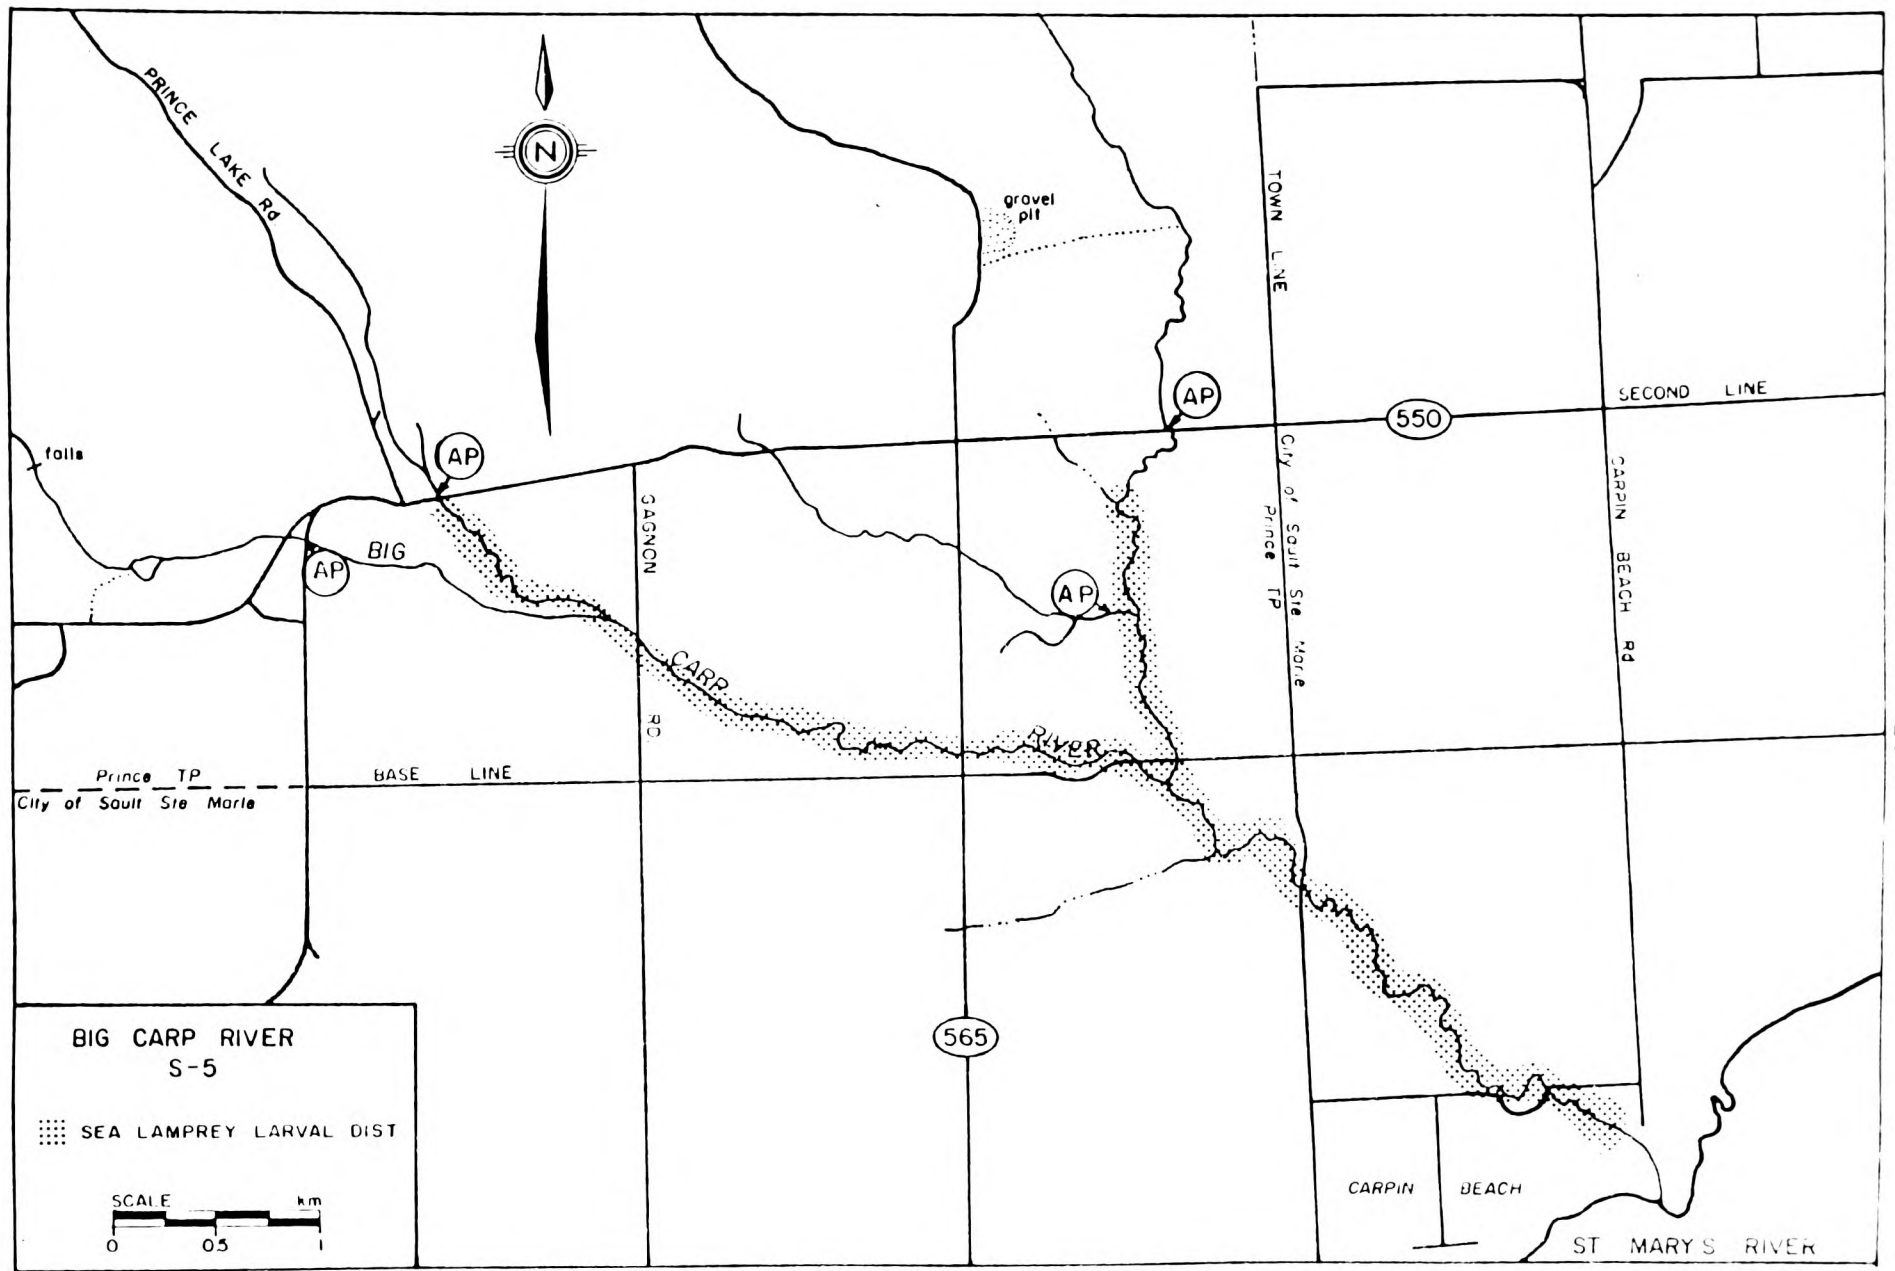 PRINCE LAKE Rd
N
gravel
pit
TOWN LINE
AP
SECOND LINE
550
falls
AP
GAGNON RD
City of Sault Ste Marie
Prince TP
CARPIN BEACH Rd
BIG CARP RIVER
AP
AP
Prince TP
BASE LINE
City of Sault Ste Marie
565
BIG CARP RIVER
S-5
SEA LAMPREY LARVAL DIST
SCALE km
0 0.5 1
CARPIN BEACH
ST MARY'S RIVER